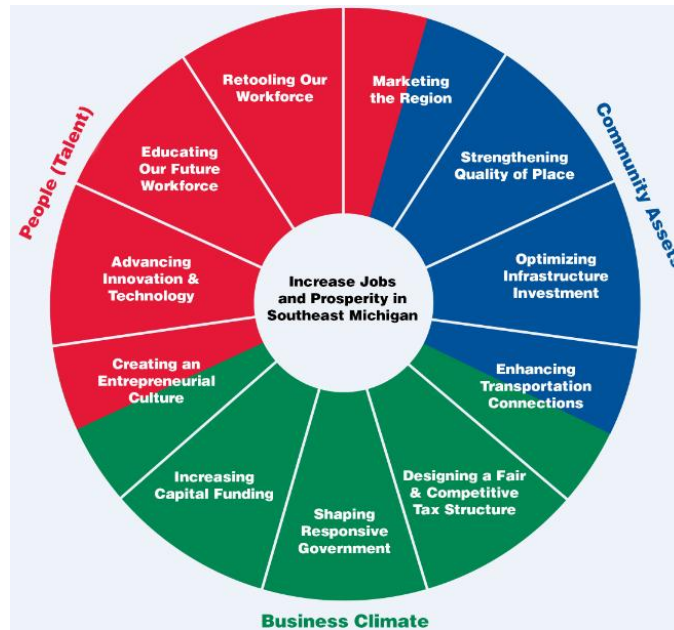 People (Talent)
Community Assets
Business Climate
Increase Jobs
and Prosperity in
Southeast Michigan
Marketing
the Region
Strengthening
Quality of Place
Optimizing
Infrastructure
Investment
Enhancing
Transportation
Connections
Designing a Fair
& Competitive
Tax Structure
Shaping
Responsive
Government
Increasing
Capital Funding
Creating an
Entrepreneurial
Culture
Advancing
Innovation &
Technology
Educating
Our Future
Workforce
Retooling Our
Workforce